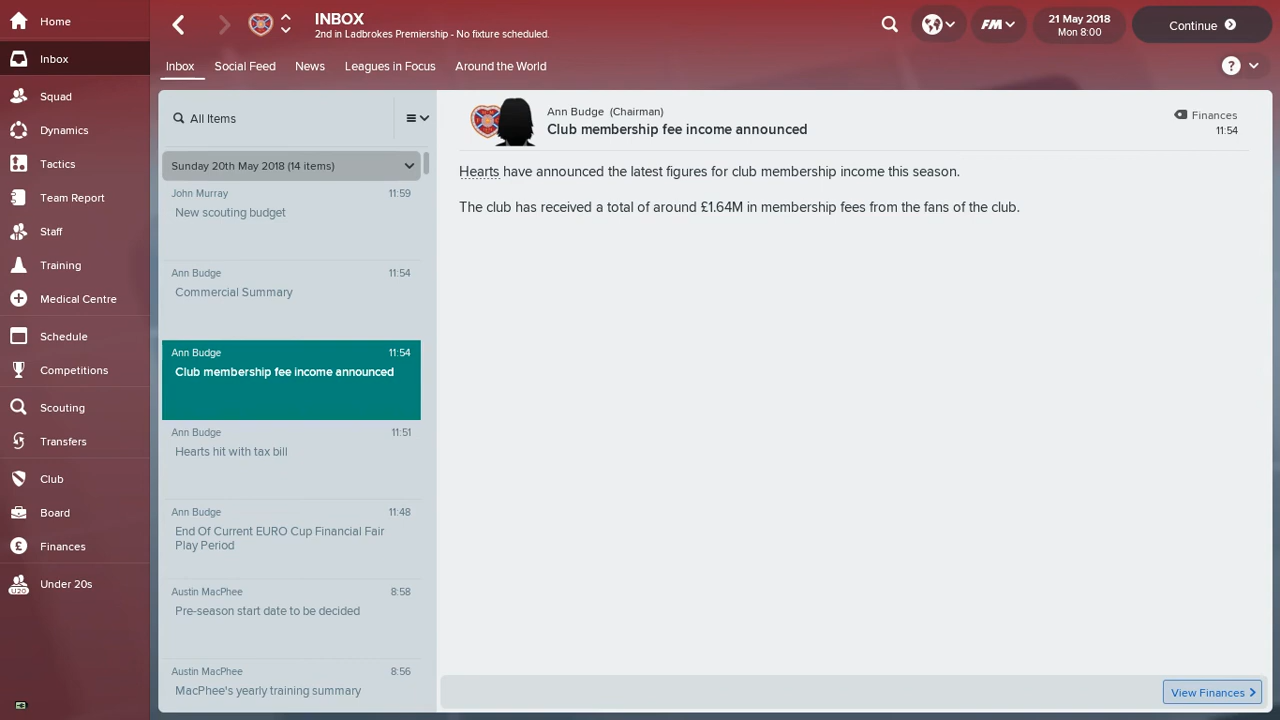 Home
Inbox
Squad
Dynamics
Tactics
Team Report
Staff
Training
Medical Centre
Schedule
Competitions
Scouting
Transfers
Club
Board
Finances
U20
Under 20s
INBOX
2nd in Ladbrokes Premiership - No fixture scheduled.
FM
21 May 2018
Mon 8:00
Continue
Inbox Social Feed News Leagues in Focus Around the World
?
All Items
Sunday 20th May 2018 (14 items)
John Murray 11:59
New scouting budget
Ann Budge 11:54
Commercial Summary
Ann Budge 11:54
Club membership fee income announced
Ann Budge 11:51
Hearts hit with tax bill
Ann Budge 11:48
End Of Current EURO Cup Financial Fair
Play Period
Austin MacPhee 8:58
Pre-season start date to be decided
Austin MacPhee 8:56
MacPhee's yearly training summary
Ann Budge (Chairman)
Club membership fee income announced
Finances
11:54
Hearts have announced the latest figures for club membership income this season.
The club has received a total of around £1.64M in membership fees from the fans of the club.
View Finances